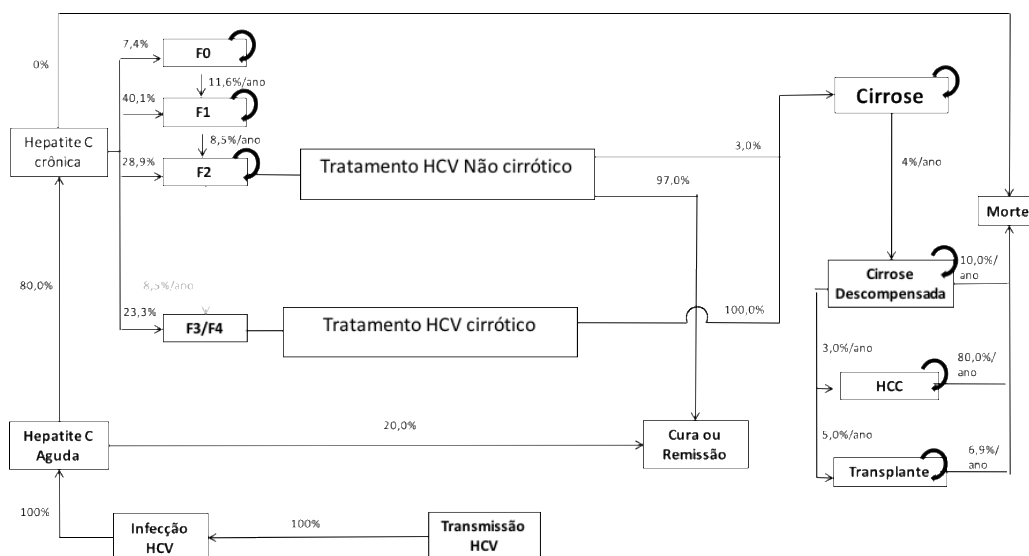 7,4%
F0
0%
11,6%/ano
40,1%
F1
Cirrose
Hepatite C
crônica
8,5%/ano
Tratamento HCV Não cirrótico
3,0%
28,9%
F2
4%/ano
97,0%
Morte
Cirrose
Descompensada
10,0%/
ano
80,0%
8,5%/ano
23,3%
F3/F4
Tratamento HCV cirrótico
100,0%
3,0%/ano
80,0%/
ano
HCC
Hepatite C
Aguda
20,0%
Cura ou
Remissão
5,0%/ano
6,9%/
ano
Transplante
100%
Infecção
HCV
100%
Transmissão
HCV